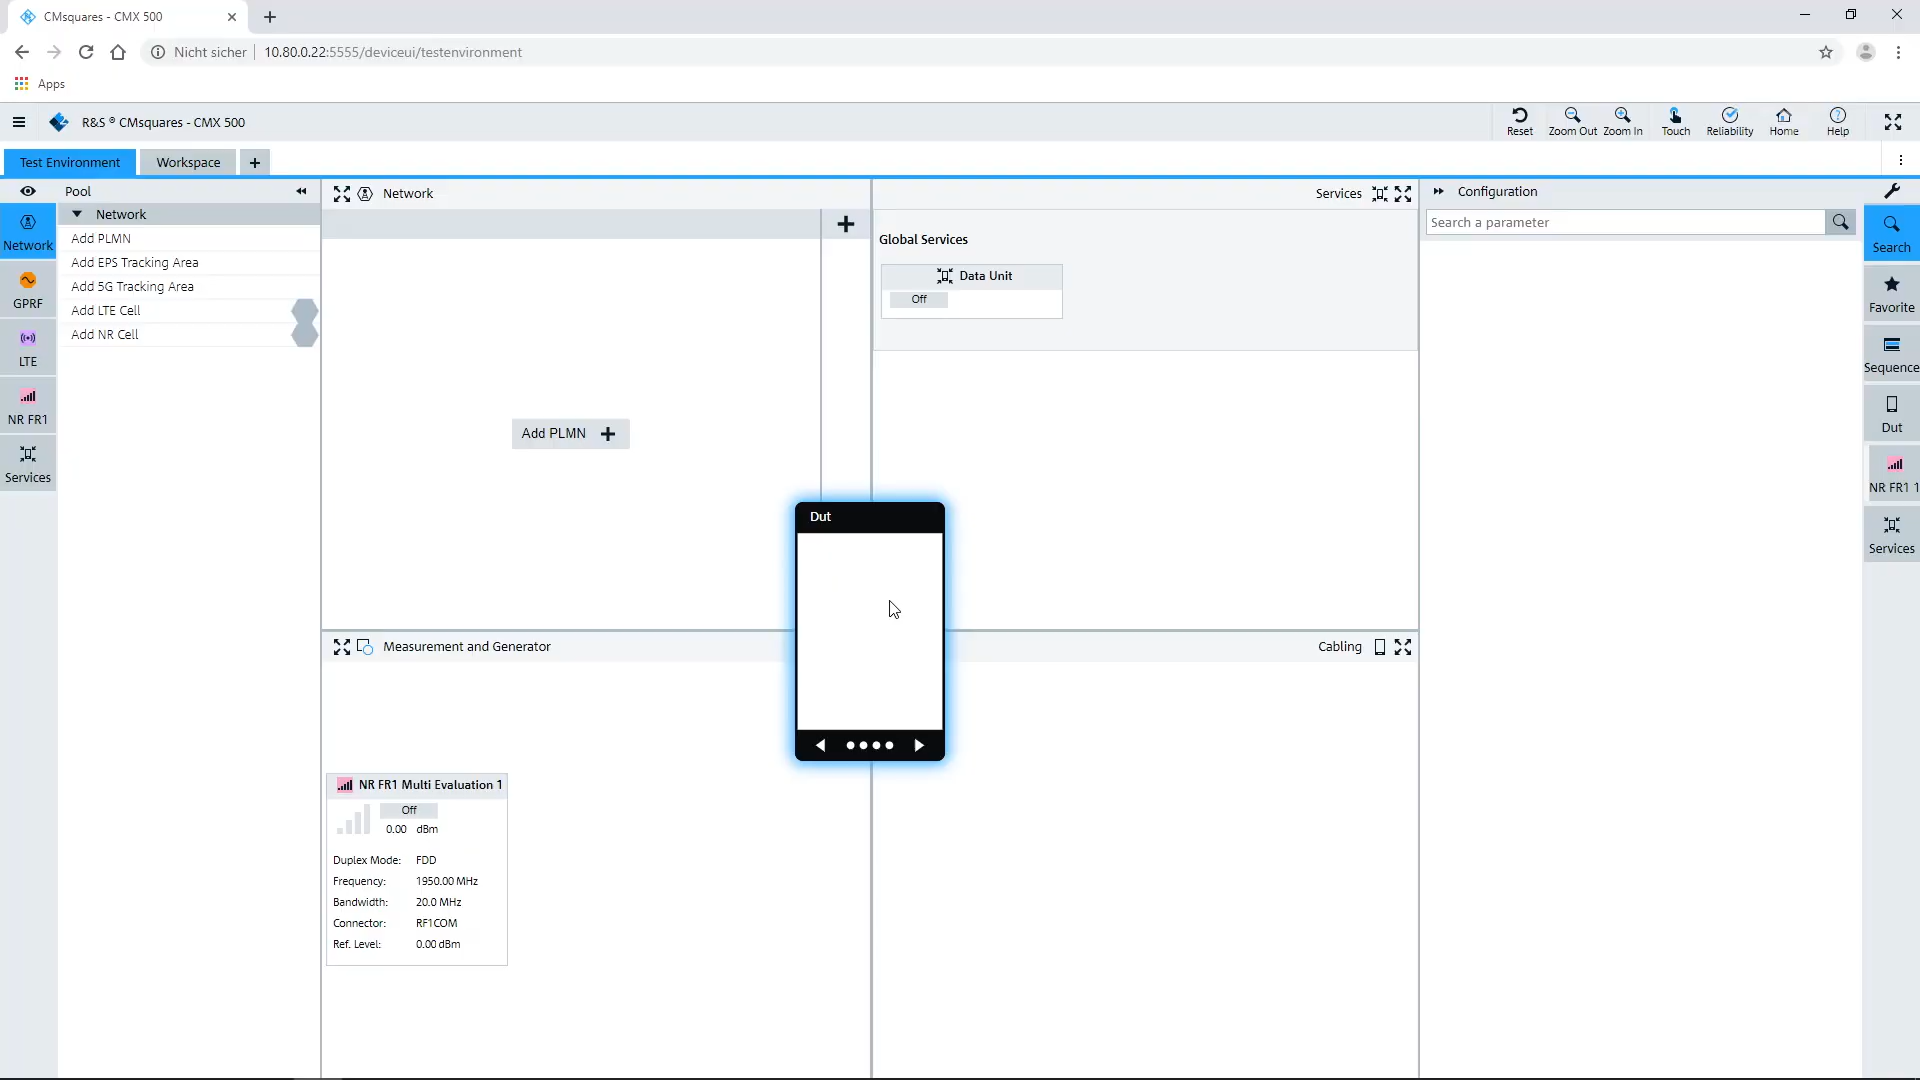 CMsquares - CMX 500
Nicht sicher
10.80.0.22:5555/deviceui/testenvironment
Apps
R&S ® CMsquares - CMX 500
Reset
Zoom Out
Zoom In
Touch
Reliability
Home
Help
Test Environment
Workspace
Pool
Network
Add PLMN
Add EPS Tracking Area
Add 5G Tracking Area
Add LTE Cell
Add NR Cell
Network
GPRF
LTE
NR FR1
Services
Network
Add PLMN
Services
Global Services
Data Unit
Off
Dut
Measurement and Generator
NR FR1 Multi Evaluation 1
Off
0.00 dBm
Duplex Mode: FDD
Frequency: 1950.00 MHz
Bandwidth: 20.0 MHz
Connector: RF1COM
Ref. Level: 0.00 dBm
Cabling
Configuration
Search a parameter
Search
Favorite
Sequence
Dut
NR FR1 1
Services